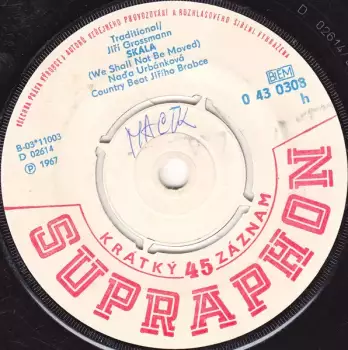 VŠECHNA PRÁVA VÝROBCE I AUTORŮ VEŘEJNÉHO PROVOZOVÁNÍ A ROZHLASOVÉHO ŠÍŘENÍ VYHRAZENA
Traditional/
Jiří Grossmann
SKÁLA
(We Shall Not Be Moved)
Naďa Urbánková
Country Beat Jiřího Brabce
BIEM
0 43 0308
h
B-03*11003
D 02614
Ⓟ 1967
MACEK
KRÁTKÝ 45 ZÁZNAM
SUPRAPHON
D 02614